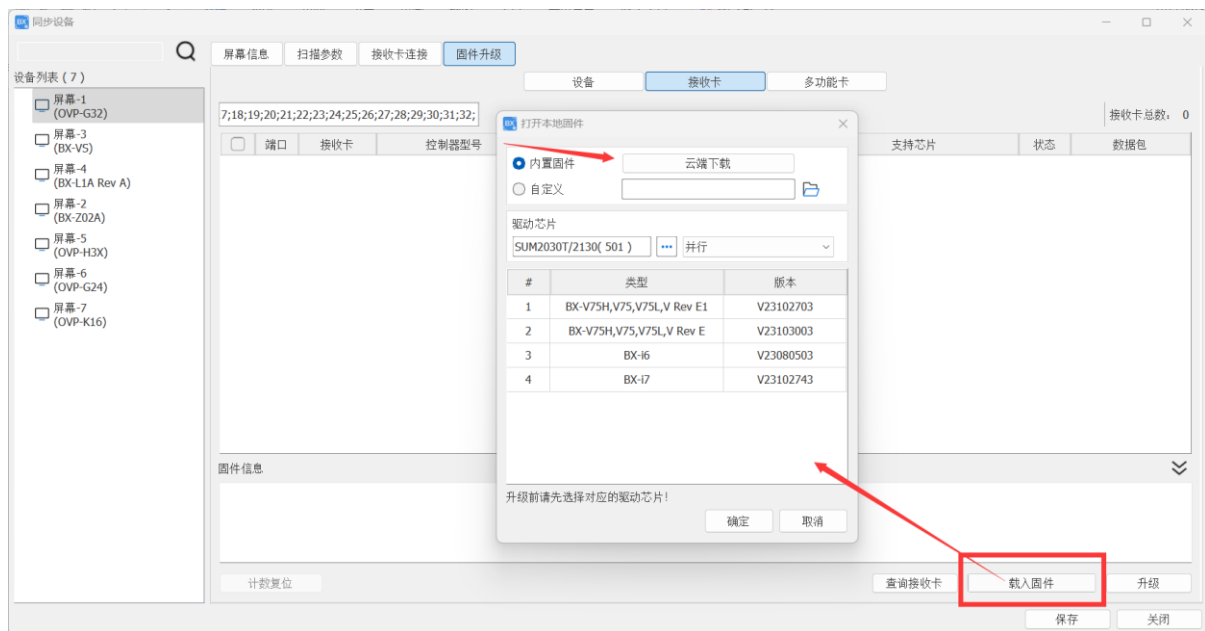 BX 同步设备
屏幕信息 扫描参数 接收卡连接 固件升级
设备列表 ( 7 )
设备 接收卡 多功能卡
屏幕-1
(OVP-G32)
屏幕-3
(BX-VS)
屏幕-4
(BX-L1A Rev A)
屏幕-2
(BX-Z02A)
屏幕-5
(OVP-H3X)
屏幕-6
(OVP-G24)
屏幕-7
(OVP-K16)
7;18;19;20;21;22;23;24;25;26;27;28;29;30;31;32;
接收卡总数: 0
端口 接收卡 控制器型号 支持芯片 状态 数据包
BX 打开本地固件
内置固件 云端下载
自定义
驱动芯片
SUM2030T/2130( 501 ) ••• 并行
# 类型 版本
1 BX-V75H,V75,V75L,V Rev E1 V23102703
2 BX-V75H,V75,V75L,V Rev E V23103003
3 BX-i6 V23080503
4 BX-i7 V23102743
升级前请先选择对应的驱动芯片!
确定 取消
固件信息
计数复位 查询接收卡 载入固件 升级
保存 关闭